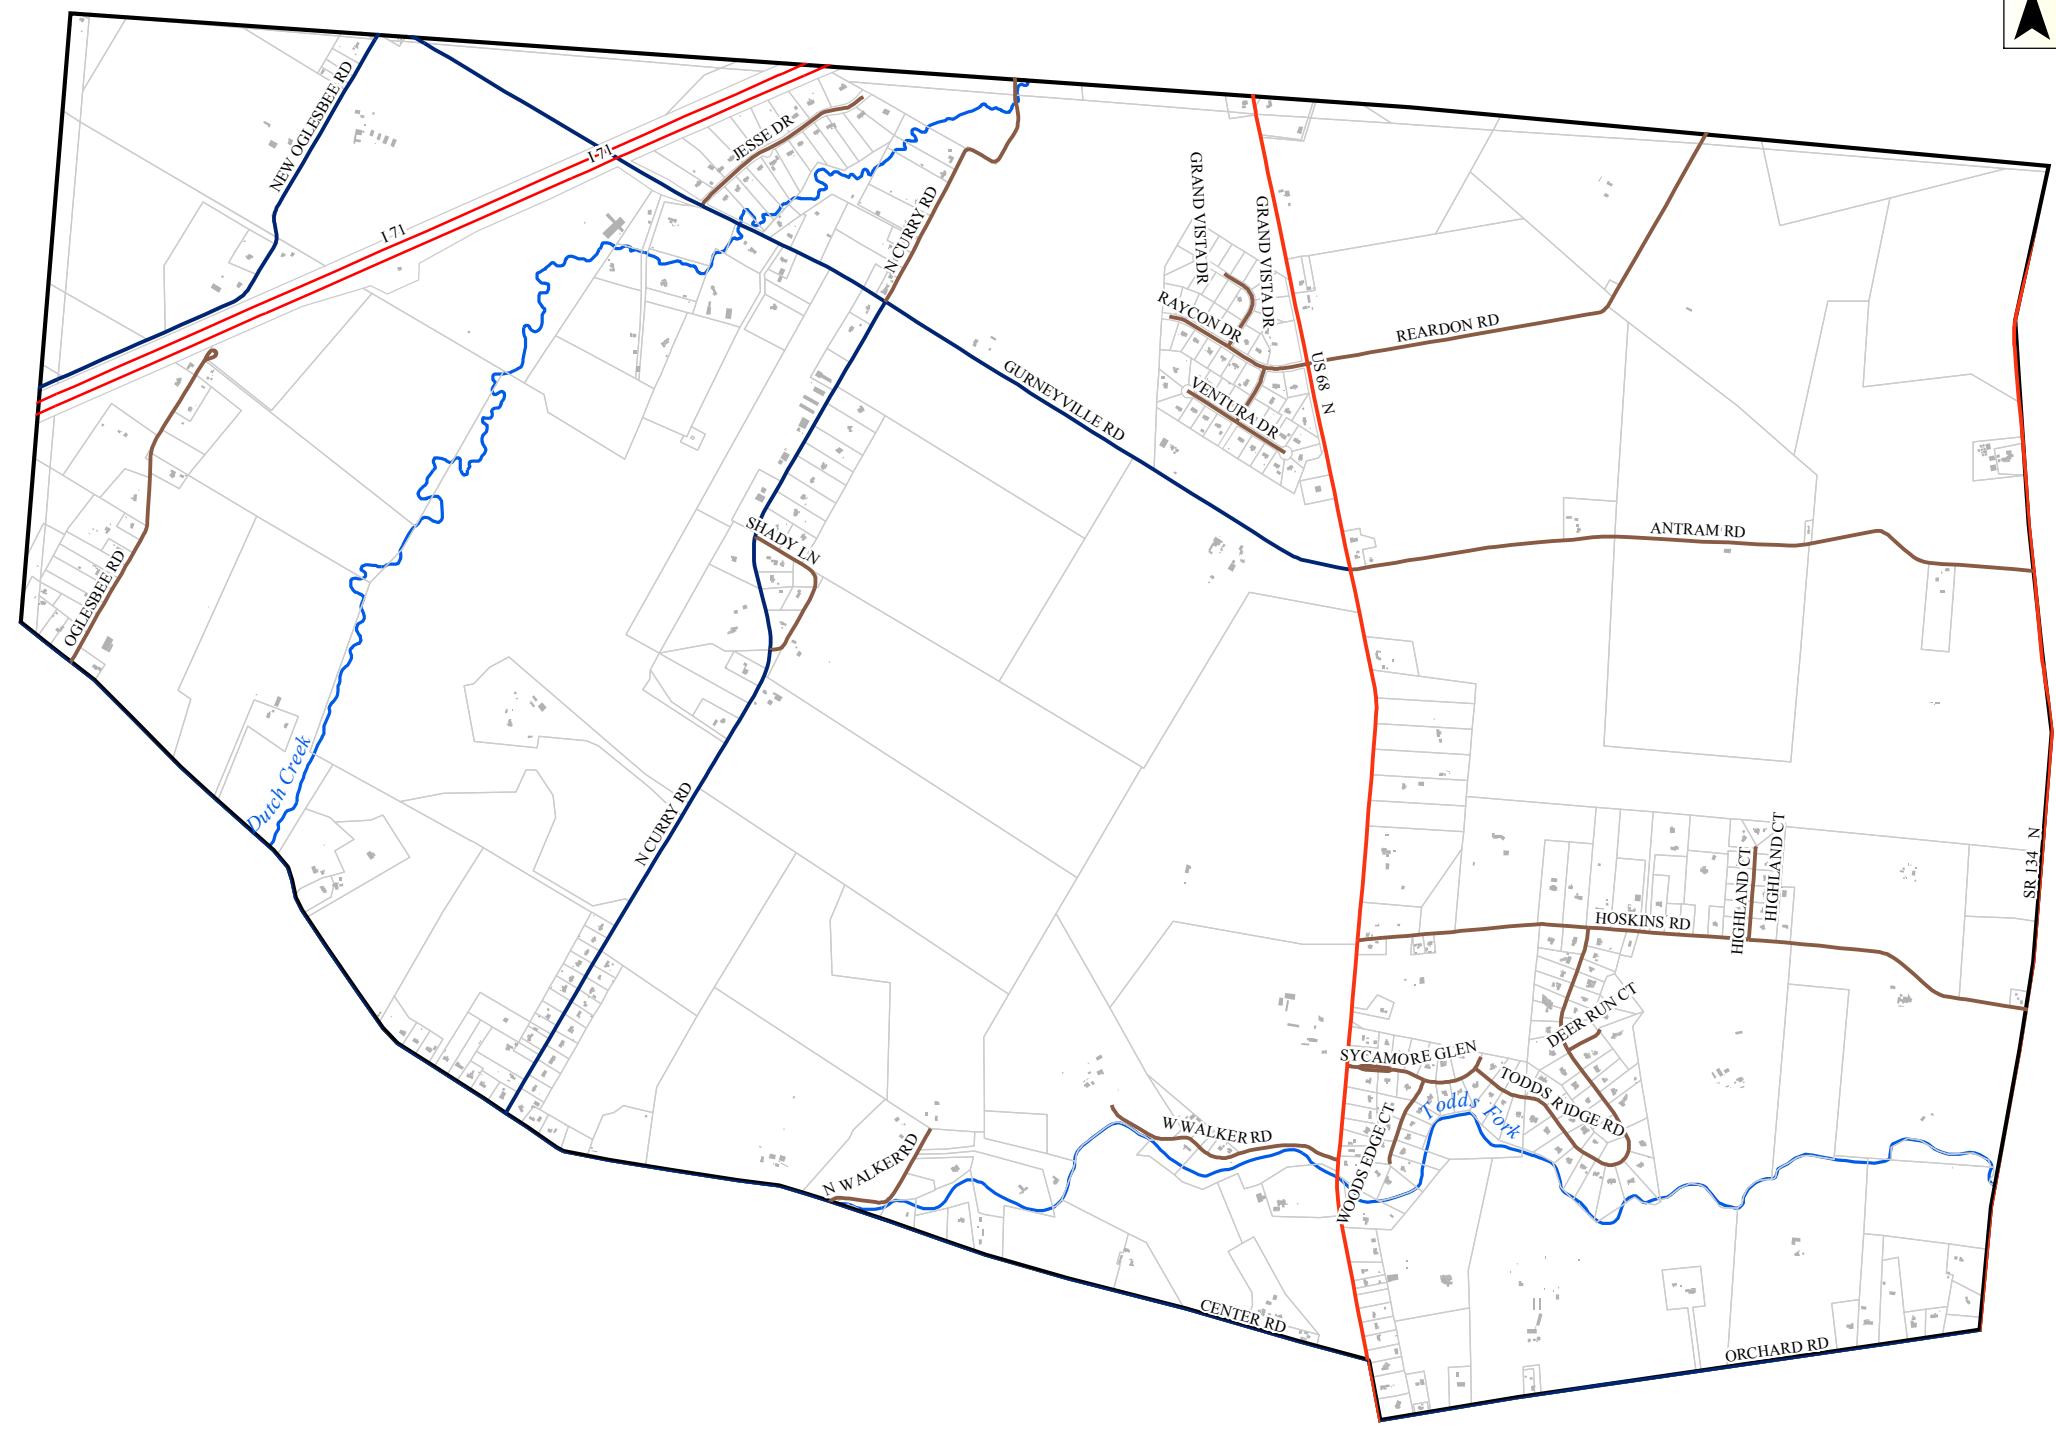 NEW OGLESBEE RD
I-71
JESSE DR
I-71
N CURRY RD
GRAND VISTA DR
GRAND VISTA DR
RAYCON DR
REARDON RD
US 68 N
GURNEYVILLE RD
VENTURA DR
SHADY LN
ANTRAM RD
OGLESBEE RD
Dutch Creek
N CURRY RD
HIGHLAND CT
HIGHLAND CT
SR 134 N
HOSKINS RD
DEER RUN CT
SYCAMORE GLEN
TODDS RIDGE RD
Todds Fork
W WALKER RD
WOODS EDGE CT
N WALKER RD
CENTER RD
ORCHARD RD